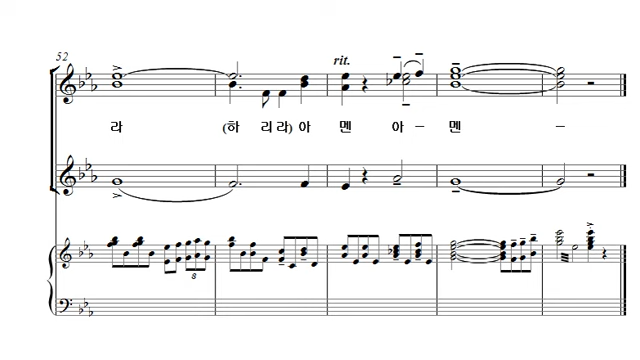 52
rit.
라 (하 리 라) 아 멘 아 – 멘 –
8